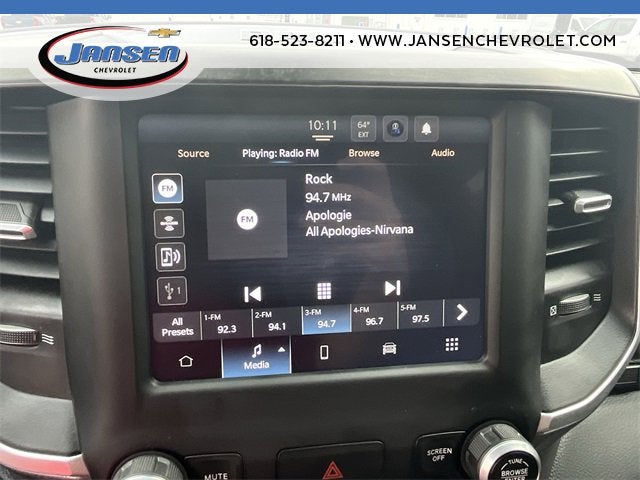 JANSEN
CHEVROLET
618-523-8211 • WWW.JANSENCHEVROLET.COM
10:11
64°
EXT
Source
Playing: Radio FM
Browse
Audio
FM
FM
Rock
94.7 MHz
Apologie
All Apologies-Nirvana
1
All
Presets
1-FM
92.3
2-FM
94.1
3-FM
94.7
4-FM
96.7
5-FM
97.5
Media
MUTE
SCREEN
OFF
TUNE
BROWSE
ENTER